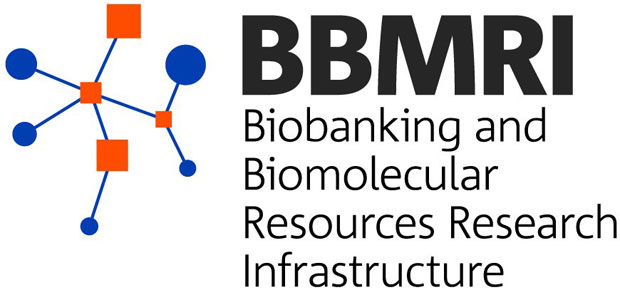 BBMRI
Biobanking and
Biomolecular
Resources Research
Infrastructure